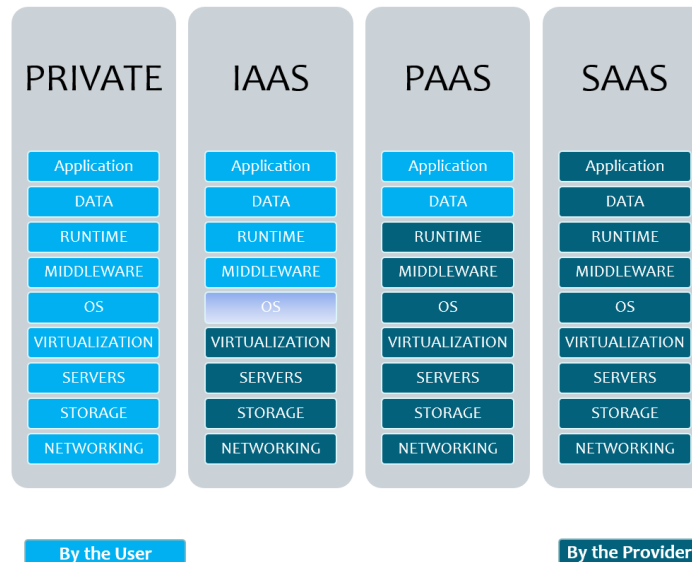 PRIVATE
Application
DATA
RUNTIME
MIDDLEWARE
OS
VIRTUALIZATION
SERVERS
STORAGE
NETWORKING
IAAS
Application
DATA
RUNTIME
MIDDLEWARE
OS
VIRTUALIZATION
SERVERS
STORAGE
NETWORKING
PAAS
Application
DATA
RUNTIME
MIDDLEWARE
OS
VIRTUALIZATION
SERVERS
STORAGE
NETWORKING
SAAS
Application
DATA
RUNTIME
MIDDLEWARE
OS
VIRTUALIZATION
SERVERS
STORAGE
NETWORKING
By the User
By the Provider